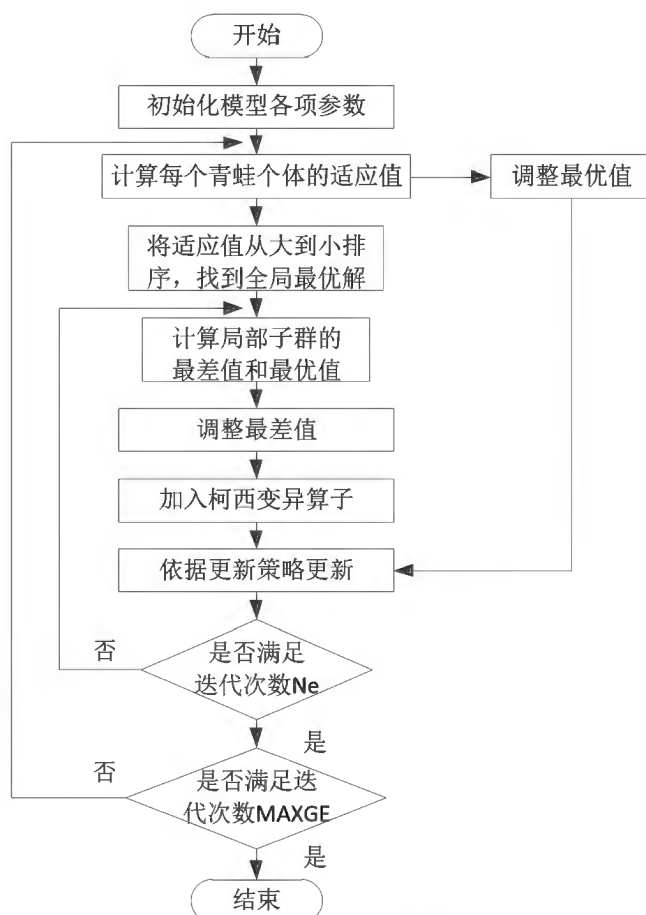 开始
初始化模型各项参数
计算每个青蛙个体的适应值
调整最优值
将适应值从大到小排
序，找到全局最优解
计算局部子群的
最差值和最优值
调整最差值
加入柯西变异算子
依据更新策略更新
否
是否满足
迭代次数Ne
是
否
是否满足迭
代次数MAXGE
是
结束